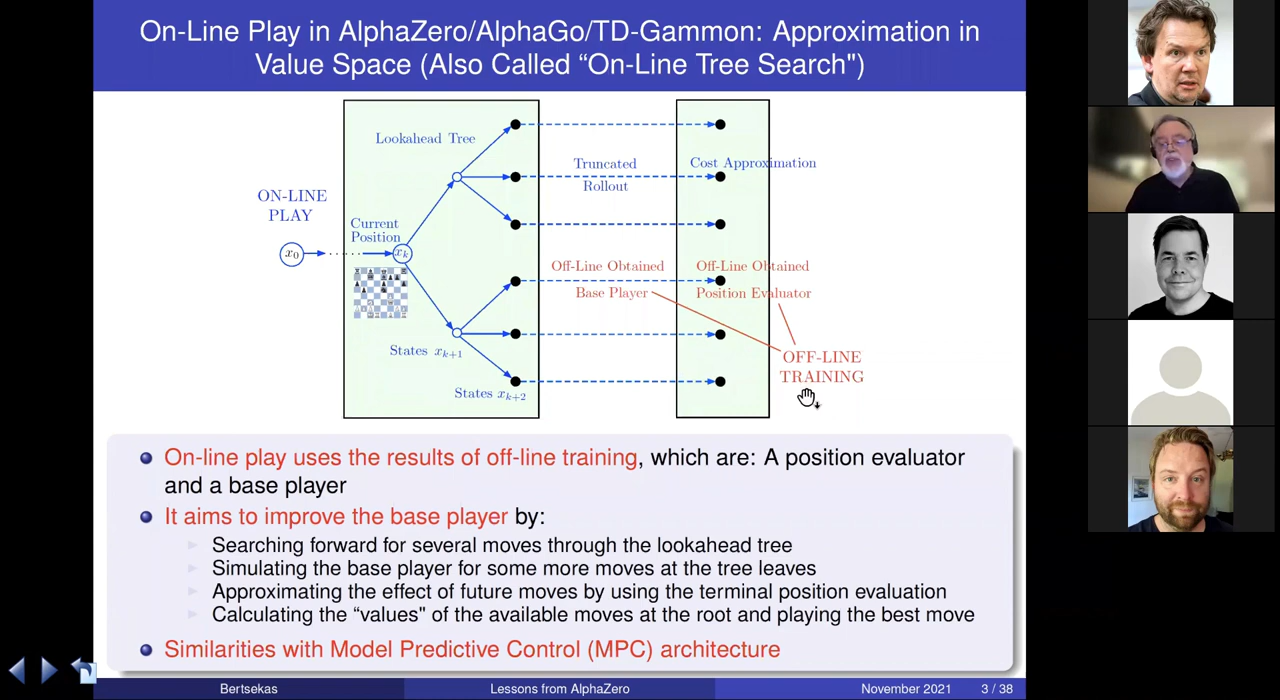 On-Line Play in AlphaZero/AlphaGo/TD-Gammon: Approximation in
Value Space (Also Called “On-Line Tree Search")
Lookahead Tree
Truncated
Rollout
Cost Approximation
ON-LINE
PLAY
Current
Position
x0
xk
Off-Line Obtained
Base Player
Off-Line Obtained
Position Evaluator
States xk+1
States xk+2
OFF-LINE
TRAINING
On-line play uses the results of off-line training, which are: A position evaluator
and a base player
It aims to improve the base player by:
Searching forward for several moves through the lookahead tree
Simulating the base player for some more moves at the tree leaves
Approximating the effect of future moves by using the terminal position evaluation
Calculating the “values" of the available moves at the root and playing the best move
Similarities with Model Predictive Control (MPC) architecture
Bertsekas
Lessons from AlphaZero
November 2021
3 / 38